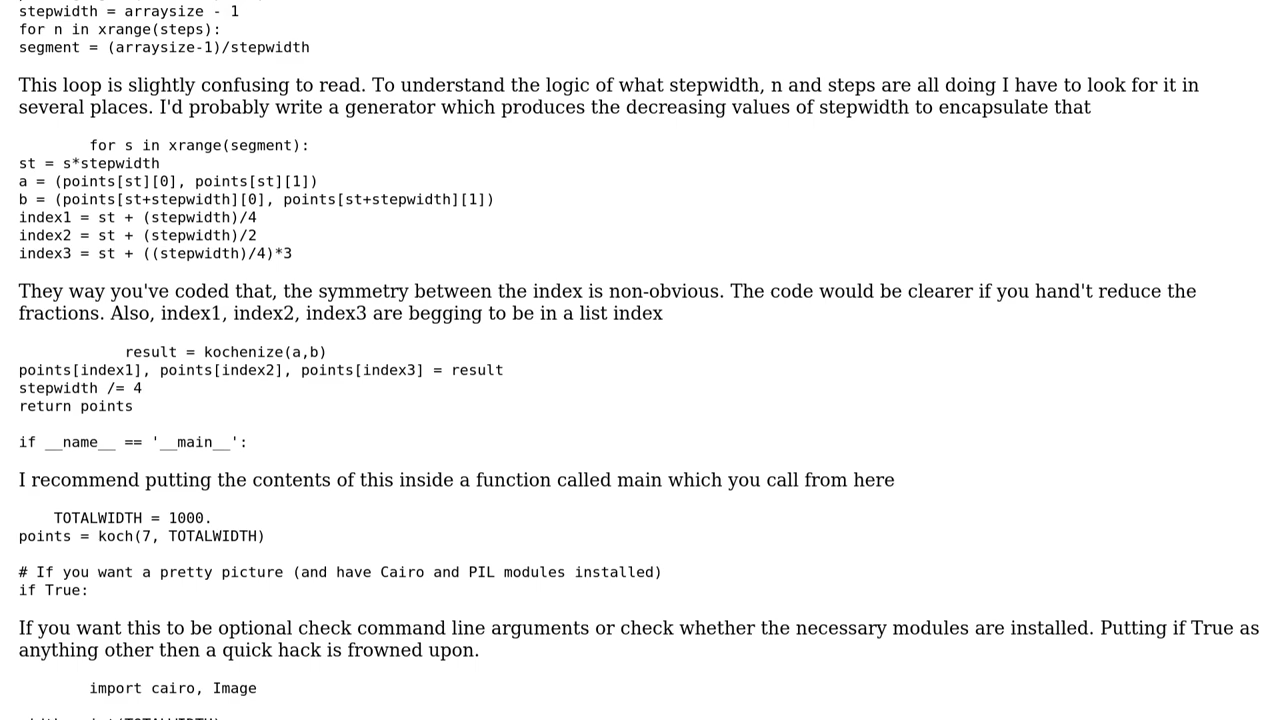 stepwidth = arraysize - 1
for n in xrange(steps):
segment = (arraysize-1)/stepwidth
This loop is slightly confusing to read. To understand the logic of what stepwidth, n and steps are all doing I have to look for it in
several places. I'd probably write a generator which produces the decreasing values of stepwidth to encapsulate that
for s in xrange(segment):
st = s*stepwidth
a = (points[st][0], points[st][1])
b = (points[st+stepwidth][0], points[st+stepwidth][1])
index1 = st + (stepwidth)/4
index2 = st + (stepwidth)/2
index3 = st + ((stepwidth)/4)*3
They way you've coded that, the symmetry between the index is non-obvious. The code would be clearer if you hand't reduce the
fractions. Also, index1, index2, index3 are begging to be in a list index
result = kochenize(a,b)
points[index1], points[index2], points[index3] = result
stepwidth /= 4
return points
if __name__ == '__main__':
I recommend putting the contents of this inside a function called main which you call from here
TOTALWIDTH = 1000.
points = koch(7, TOTALWIDTH)
# If you want a pretty picture (and have Cairo and PIL modules installed)
if True:
If you want this to be optional check command line arguments or check whether the necessary modules are installed. Putting if True as
anything other then a quick hack is frowned upon.
import cairo, Image